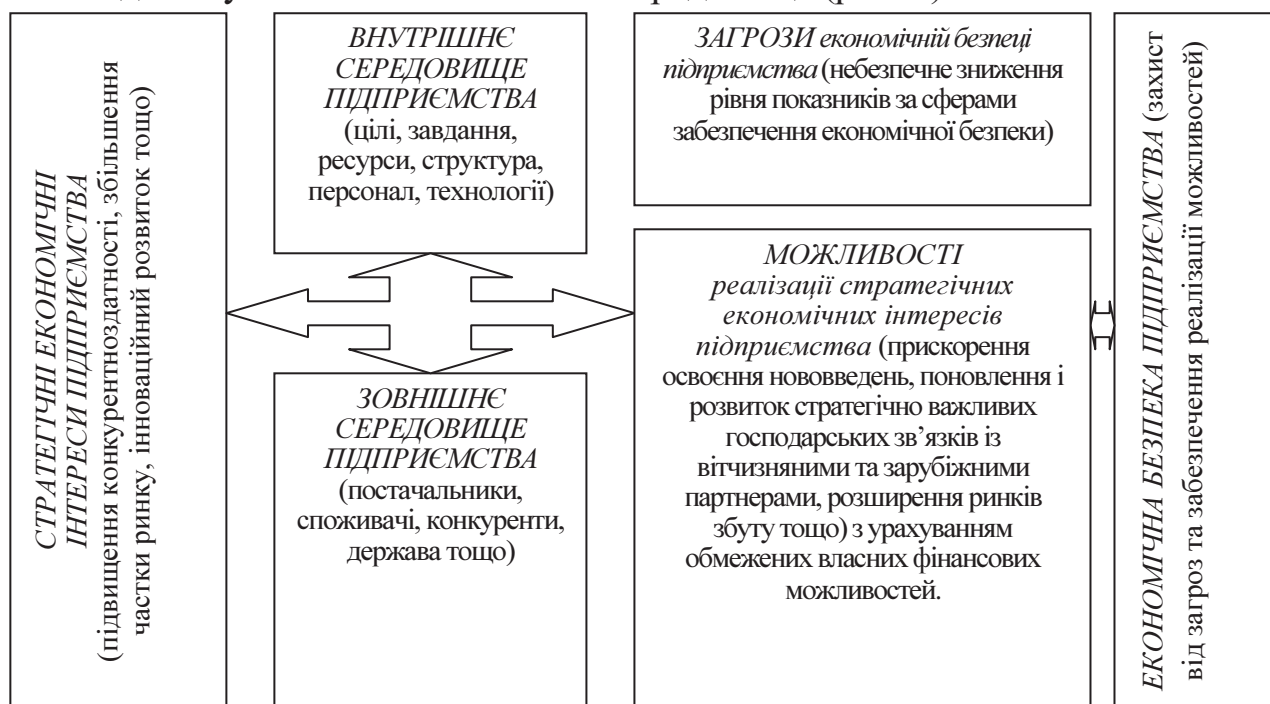 СТРАТЕГІЧНІ ЕКОНОМІЧНІ
ІНТЕРЕСИ ПІДПРИЄМСТВА
(підвищення конкурентноздатності, збільшення
частки ринку, інноваційний розвиток тощо)
ВНУТРІШНЄ
СЕРЕДОВИЩЕ
ПІДПРИЄМСТВА
(цілі, завдання,
ресурси, структура,
персонал, технології)
ЗОВНІШНЄ
СЕРЕДОВИЩЕ
ПІДПРИЄМСТВА
(постачальники,
споживачі, конкуренти,
держава тощо)
ЗАГРОЗИ економічній безпеці
підприємства (небезпечне зниження
рівня показників за сферами
забезпечення економічної безпеки)
МОЖЛИВОСТІ
реалізації стратегічних
економічних інтересів
підприємства (прискорення
освоєння нововведень, поновлення і
розвиток стратегічно важливих
господарських зв’язків із
вітчизняними та зарубіжними
партнерами, розширення ринків
збуту тощо) з урахуванням
обмежених власних фінансових
можливостей.
ЕКОНОМІЧНА БЕЗПЕКА ПІДПРИЄМСТВА (захист
від загроз та забезпечення реалізації можливостей)